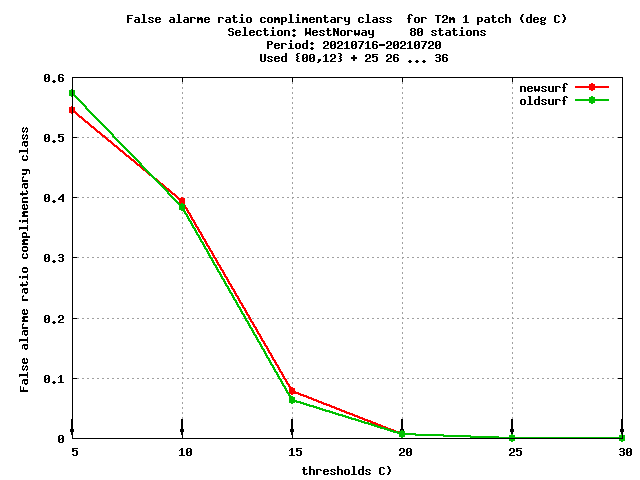 False alarme ratio complimentary class  for T2m 1 patch (deg C)
Selection: WestNorway     80 stations
Period: 20210716-20210720
Used {00,12} + 25 26 ... 36
newsurf
oldsurf
False alarme ratio complimentary class
0.6
0.5
0.4
0.3
0.2
0.1
0
5 10 15 20 25 30
thresholds C)